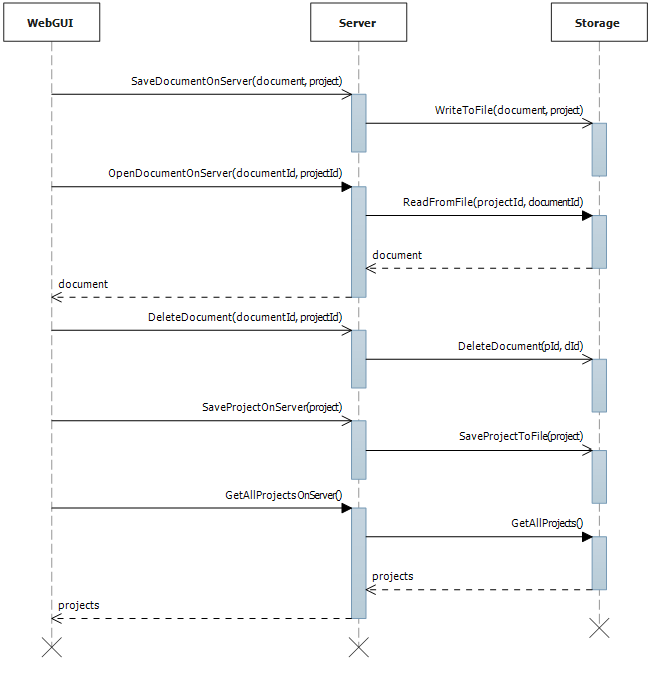 WebGUI
Server
Storage
SaveDocumentOnServer(document, project)
WriteToFile(document, project)
OpenDocumentOnServer(documentId, projectId)
ReadFromFile(projectId, documentId)
document
document
DeleteDocument(documentId, projectId)
DeleteDocument(pId, dId)
SaveProjectOnServer(project)
SaveProjectToFile(project)
GetAllProjectsOnServer()
GetAllProjects()
projects
projects